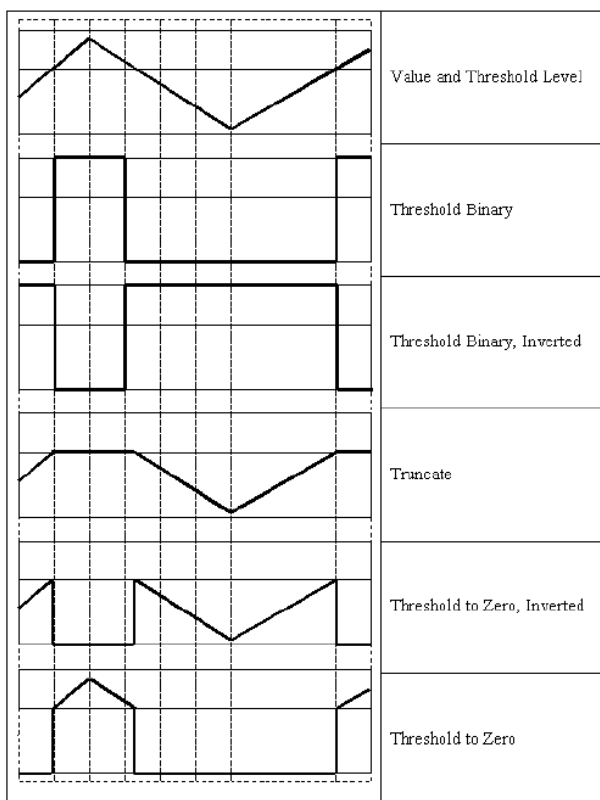 Value and Threshold Level
Threshold Binary
Threshold Binary, Inverted
Truncate
Threshold to Zero, Inverted
Threshold to Zero